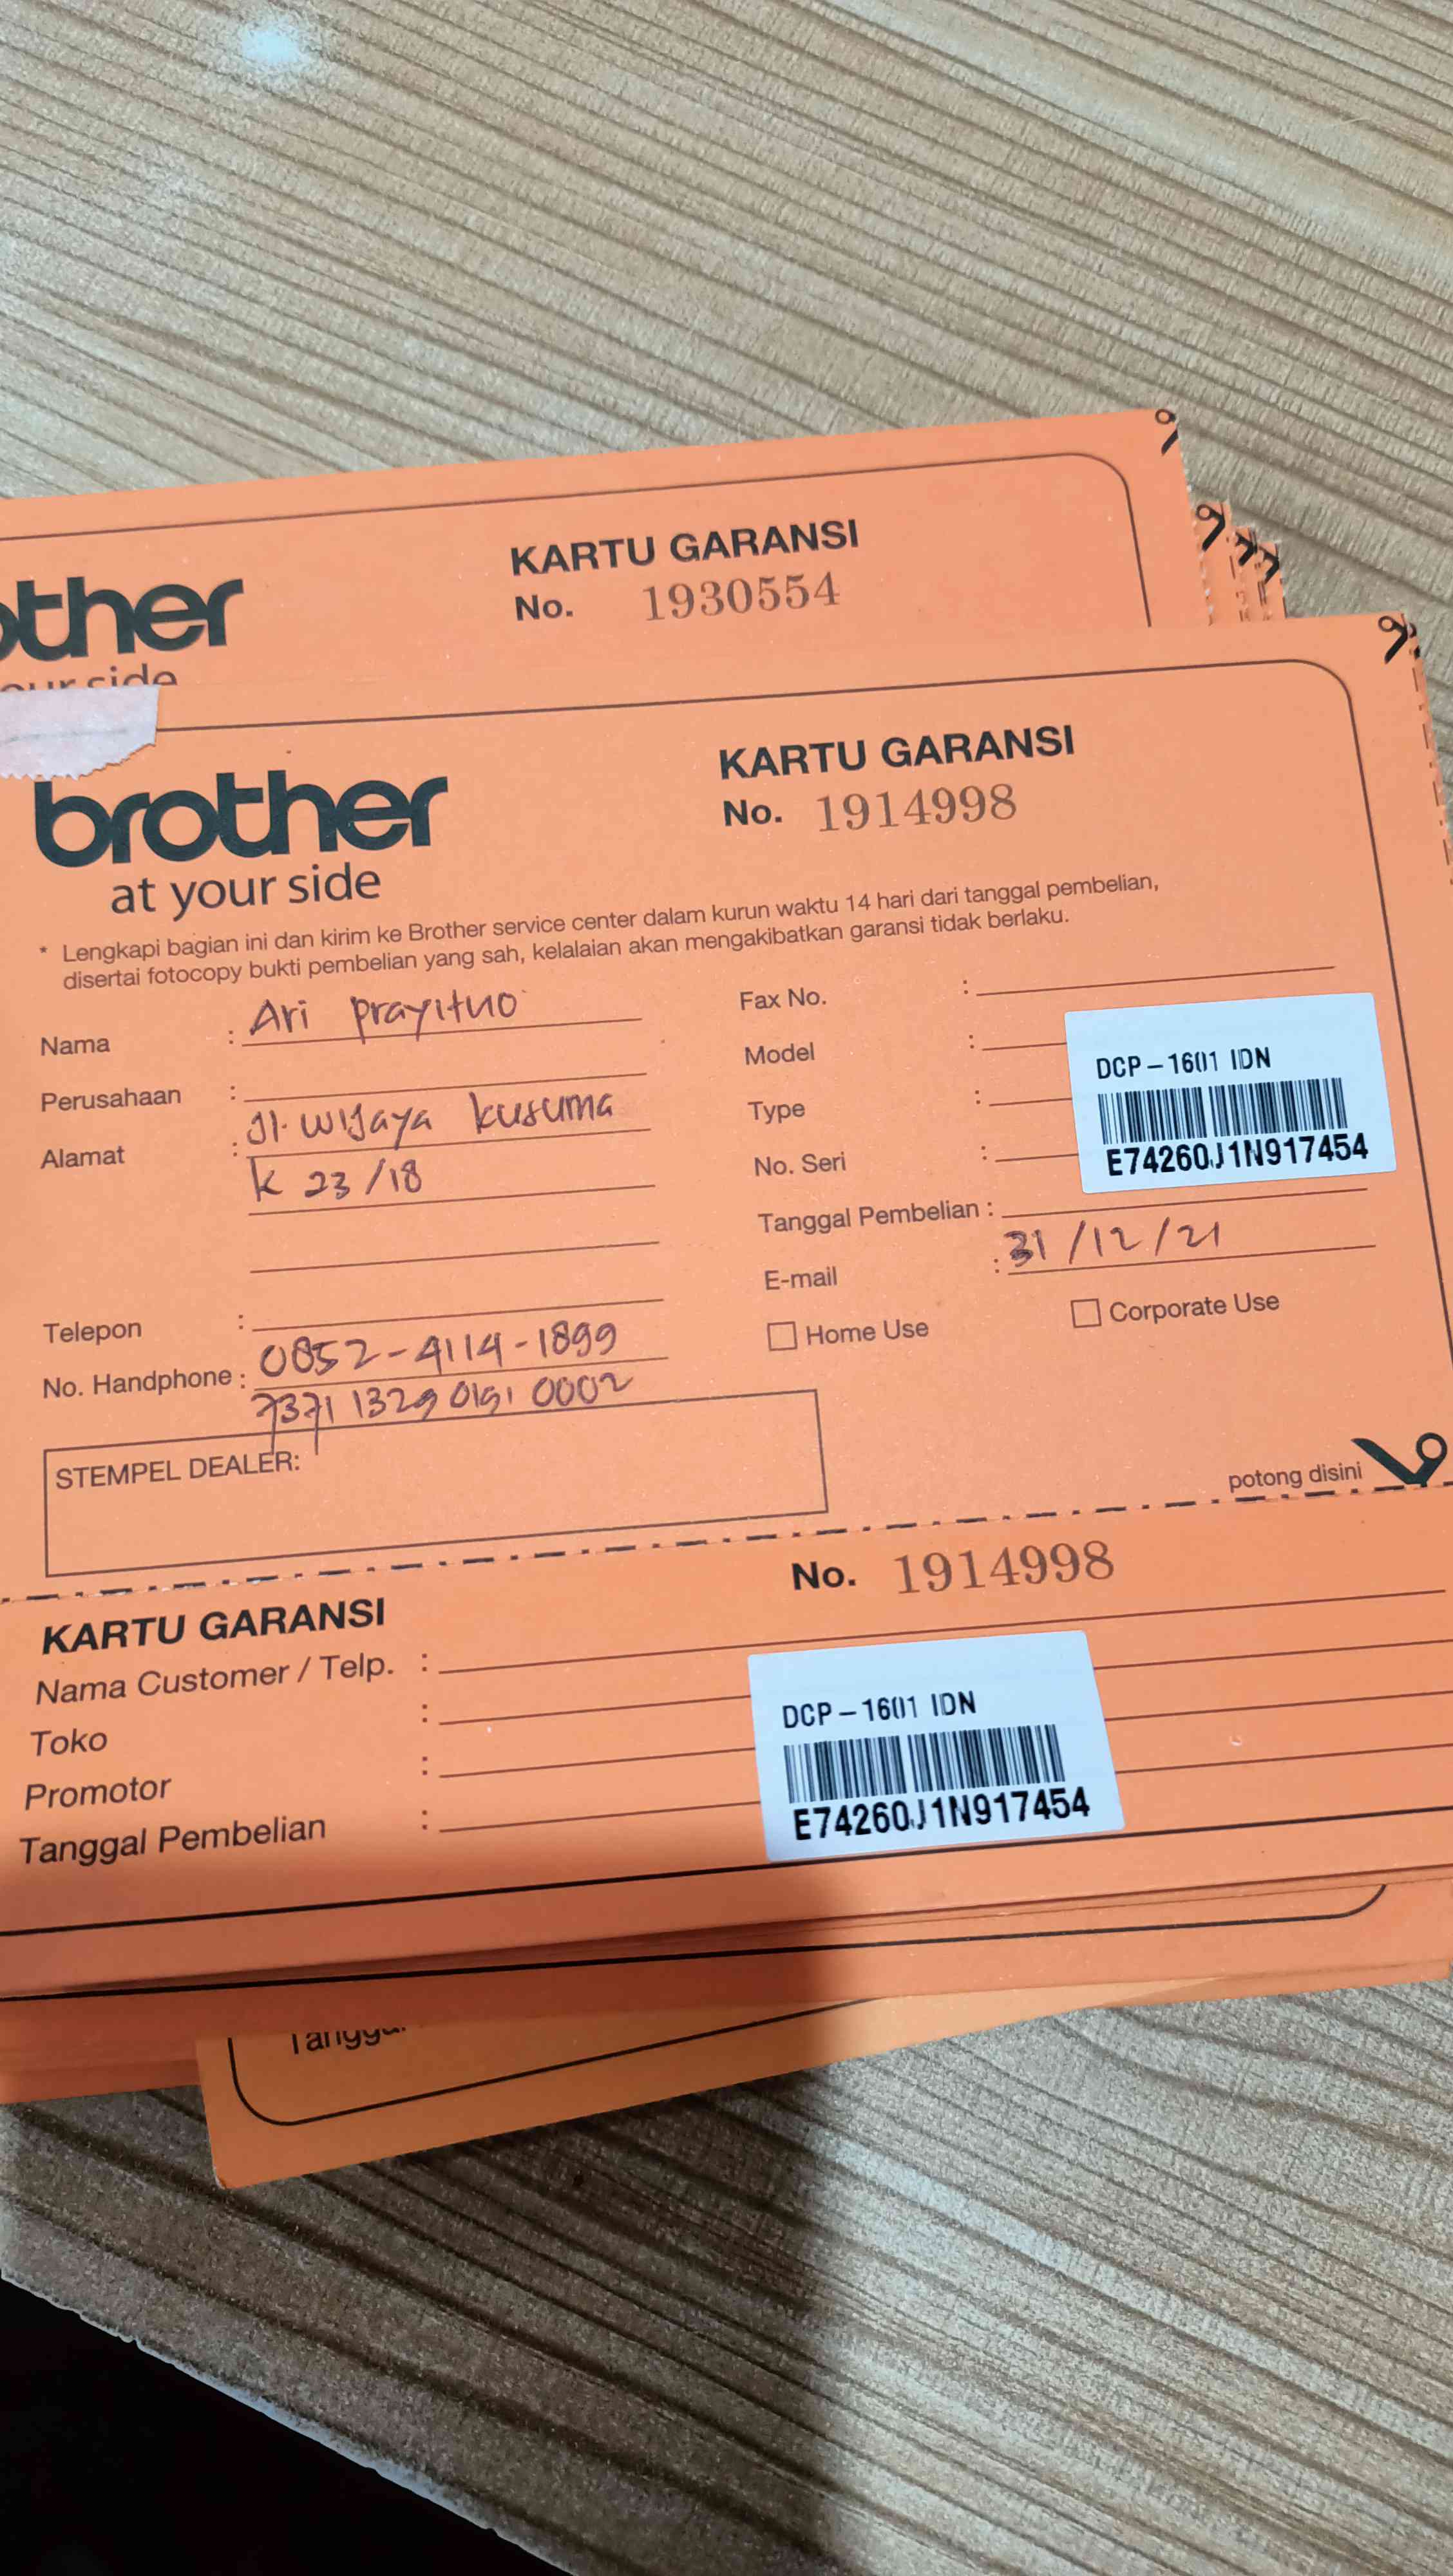 other
our side
KARTU GARANSI
No. 1930554
brother
at your side
KARTU GARANSI
No. 1914998
* Lengkapi bagian ini dan kirim ke Brother service center dalam kurun waktu 14 hari dari tanggal pembelian,
disertai fotocopy bukti pembelian yang sah, kelalaian akan mengakibatkan garansi tidak berlaku.
Nama : Ari prayitno
Perusahaan :
Alamat : Jl. Wijaya kusuma
k 23/18
Telepon :
No. Handphone : 0852-4114-1899
7371 1329 0191 0002
STEMPEL DEALER:
Fax No. :
Model :
Type :
No. Seri :
DCP-1601 IDN
E74260J1N917454
Tanggal Pembelian :
E-mail : 31/12/21
Home Use
Corporate Use
potong disini
No. 1914998
KARTU GARANSI
Nama Customer / Telp. :
Toko :
Promotor :
Tanggal Pembelian :
DCP-1601 IDN
E74260J1N917454